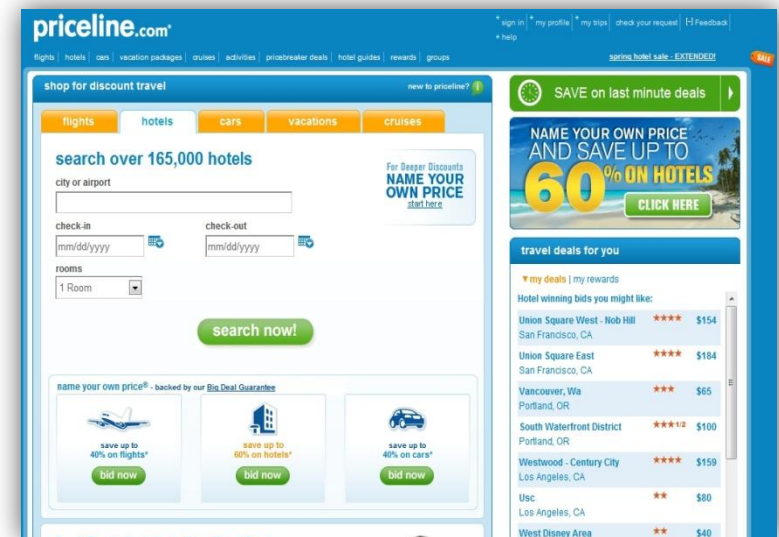 priceline.com
sign in
my profile
my trips
check your request
[-] Feedback
help
flights
hotels
cars
vacation packages
cruises
activities
pricebreaker deals
hotel guides
rewards
groups
spring hotel sale - EXTENDED!
SALE
shop for discount travel
new to priceline?
flights
hotels
cars
vacations
cruises
search over 165,000 hotels
city or airport
check-in
check-out
mm/dd/yyyy
mm/dd/yyyy
rooms
1 Room
search now!
For Deeper Discounts
NAME YOUR
OWN PRICE
start here
name your own price® - backed by our Big Deal Guarantee
save up to
40% on flights*
bid now
save up to
60% on hotels*
bid now
save up to
40% on cars*
bid now
SAVE on last minute deals
NAME YOUR OWN PRICE
AND SAVE UP TO
60% ON HOTELS
CLICK HERE
travel deals for you
my deals | my rewards
Hotel winning bids you might like:
Union Square West - Nob Hill ★★★★ $154
San Francisco, CA
Union Square East ★★★★ $184
San Francisco, CA
Vancouver, Wa ★★★ $65
Portland, OR
South Waterfront District ★★★1/2 $100
Portland, OR
Westwood - Century City ★★★★ $159
Los Angeles, CA
Usc ★★ $80
Los Angeles, CA
West Disney Area ★★ $40